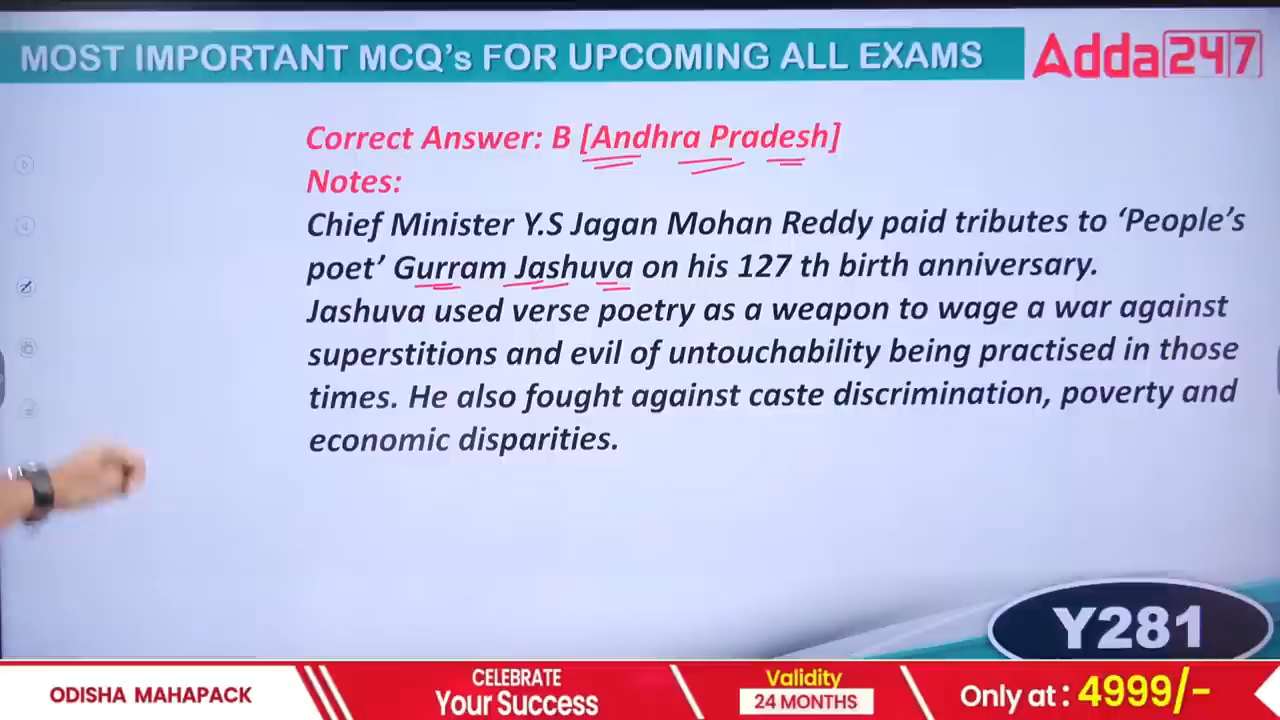 MOST IMPORTANT MCQ's FOR UPCOMING ALL EXAMS
Adda247
Correct Answer: B [Andhra Pradesh]
Notes:
Chief Minister Y.S Jagan Mohan Reddy paid tributes to ‘People’s
poet’ Gurram Jashuva on his 127 th birth anniversary.
Jashuva used verse poetry as a weapon to wage a war against
superstitions and evil of untouchability being practised in those
times. He also fought against caste discrimination, poverty and
economic disparities.
Y281
ODISHA MAHAPACK
CELEBRATE
Your Success
Validity
24 MONTHS
Only at : 4999/-